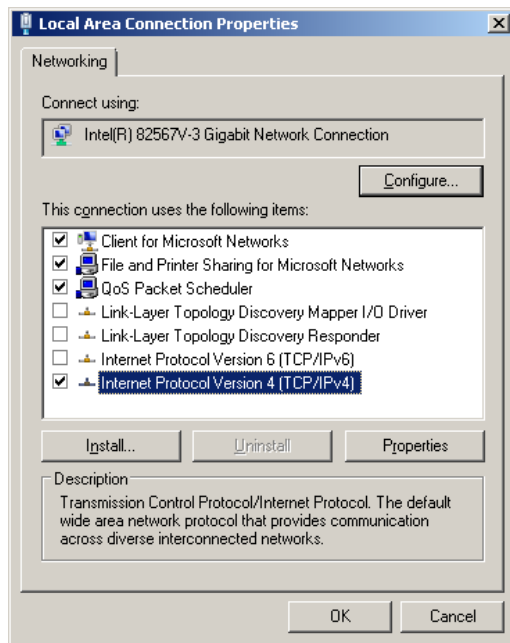 Local Area Connection Properties
Networking
Connect using:
Intel(R) 82567V-3 Gigabit Network Connection
Configure...
This connection uses the following items:
Client for Microsoft Networks
File and Printer Sharing for Microsoft Networks
QoS Packet Scheduler
Link-Layer Topology Discovery Mapper I/O Driver
Link-Layer Topology Discovery Responder
Internet Protocol Version 6 (TCP/IPv6)
Internet Protocol Version 4 (TCP/IPv4)
Install... Uninstall Properties
Description
Transmission Control Protocol/Internet Protocol. The default
wide area network protocol that provides communication
across diverse interconnected networks.
OK Cancel